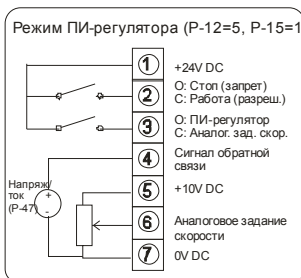 Режим ПИ-регулятора (P-12=5, P-15=1
1 +24V DC
2 О: Стоп (запрет)
С: Работа (разреш.)
3 О: ПИ-регулятор
С: Аналог. зад. скор.
4 Сигнал обратной
связи
Напряж/
ток
(P-47)
+
-
5 +10V DC
6 Аналоговое задание
скорости
7 0V DC